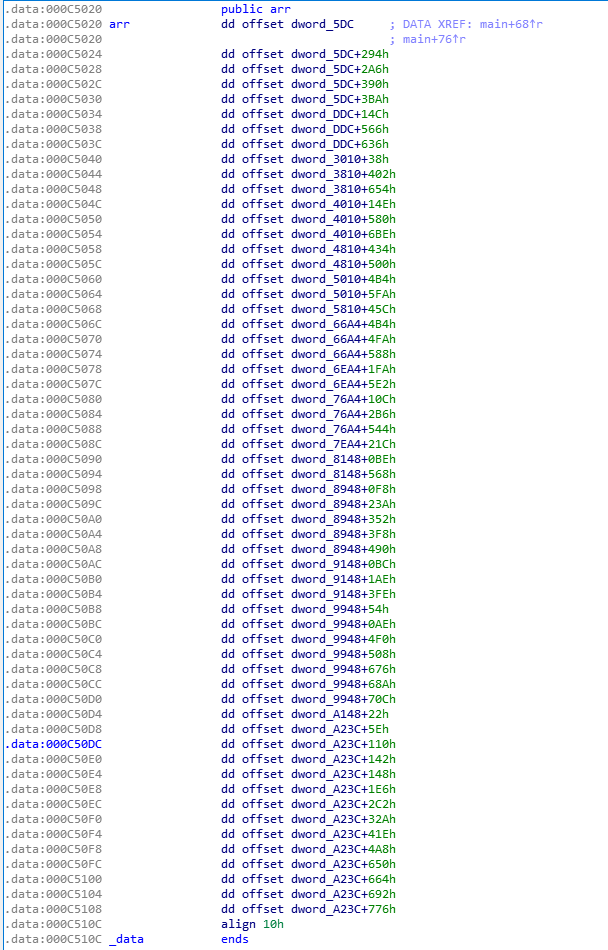 .data:000C5020 public arr
.data:000C5020 arr dd offset dword_5DC ; DATA XREF: main+68↑r
.data:000C5020 ; main+76↑r
.data:000C5024 dd offset dword_5DC+294h
.data:000C5028 dd offset dword_5DC+2A6h
.data:000C502C dd offset dword_5DC+390h
.data:000C5030 dd offset dword_5DC+3BAh
.data:000C5034 dd offset dword_DDC+14Ch
.data:000C5038 dd offset dword_DDC+566h
.data:000C503C dd offset dword_DDC+636h
.data:000C5040 dd offset dword_3010+38h
.data:000C5044 dd offset dword_3810+402h
.data:000C5048 dd offset dword_3810+654h
.data:000C504C dd offset dword_4010+14Eh
.data:000C5050 dd offset dword_4010+580h
.data:000C5054 dd offset dword_4010+6BEh
.data:000C5058 dd offset dword_4810+434h
.data:000C505C dd offset dword_4810+500h
.data:000C5060 dd offset dword_5010+4B4h
.data:000C5064 dd offset dword_5010+5FAh
.data:000C5068 dd offset dword_5810+45Ch
.data:000C506C dd offset dword_66A4+4B4h
.data:000C5070 dd offset dword_66A4+4FAh
.data:000C5074 dd offset dword_66A4+588h
.data:000C5078 dd offset dword_6EA4+1FAh
.data:000C507C dd offset dword_6EA4+5E2h
.data:000C5080 dd offset dword_76A4+10Ch
.data:000C5084 dd offset dword_76A4+2B6h
.data:000C5088 dd offset dword_76A4+544h
.data:000C508C dd offset dword_7EA4+21Ch
.data:000C5090 dd offset dword_8148+0BEh
.data:000C5094 dd offset dword_8148+568h
.data:000C5098 dd offset dword_8948+0F8h
.data:000C509C dd offset dword_8948+23Ah
.data:000C50A0 dd offset dword_8948+352h
.data:000C50A4 dd offset dword_8948+3F8h
.data:000C50A8 dd offset dword_8948+490h
.data:000C50AC dd offset dword_9148+0BCh
.data:000C50B0 dd offset dword_9148+1AEh
.data:000C50B4 dd offset dword_9148+3FEh
.data:000C50B8 dd offset dword_9948+54h
.data:000C50BC dd offset dword_9948+0AEh
.data:000C50C0 dd offset dword_9948+4F0h
.data:000C50C4 dd offset dword_9948+508h
.data:000C50C8 dd offset dword_9948+676h
.data:000C50CC dd offset dword_9948+68Ah
.data:000C50D0 dd offset dword_9948+70Ch
.data:000C50D4 dd offset dword_A148+22h
.data:000C50D8 dd offset dword_A23C+5Eh
.data:000C50DC dd offset dword_A23C+110h
.data:000C50E0 dd offset dword_A23C+142h
.data:000C50E4 dd offset dword_A23C+148h
.data:000C50E8 dd offset dword_A23C+1E6h
.data:000C50EC dd offset dword_A23C+2C2h
.data:000C50F0 dd offset dword_A23C+32Ah
.data:000C50F4 dd offset dword_A23C+41Eh
.data:000C50F8 dd offset dword_A23C+4A8h
.data:000C50FC dd offset dword_A23C+650h
.data:000C5100 dd offset dword_A23C+664h
.data:000C5104 dd offset dword_A23C+692h
.data:000C5108 dd offset dword_A23C+776h
.data:000C510C align 10h
.data:000C510C _data ends